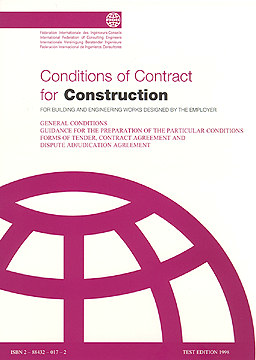 Fédération Internationale des Ingénieurs-Conseils
International Federation of Consulting Engineers
Internationale Vereinigung Beratender Ingenieure
Federación Internacional de Ingenieros Consultores
Conditions of Contract
for Construction
FOR BUILDING AND ENGINEERING WORKS DESIGNED BY THE EMPLOYER
GENERAL CONDITIONS
GUIDANCE FOR THE PREPARATION OF THE PARTICULAR CONDITIONS
FORMS OF TENDER, CONTRACT AGREEMENT AND
DISPUTE ADJUDICATION AGREEMENT
ISBN 2 – 88432 – 017 – 2
TEST EDITION 1998